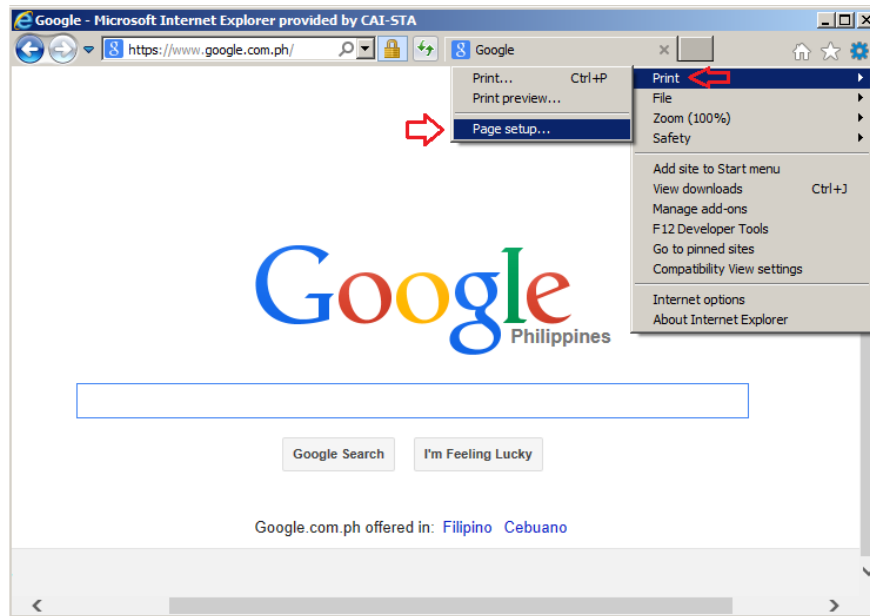 Google - Microsoft Internet Explorer provided by CAI-STA
https://www.google.com.ph/
Google
Print... Ctrl+P
Print preview...
Page setup...
Print
File
Zoom (100%)
Safety
Add site to Start menu
View downloads Ctrl+J
Manage add-ons
F12 Developer Tools
Go to pinned sites
Compatibility View settings
Internet options
About Internet Explorer
Google
Philippines
Google Search I'm Feeling Lucky
Google.com.ph offered in: Filipino Cebuano